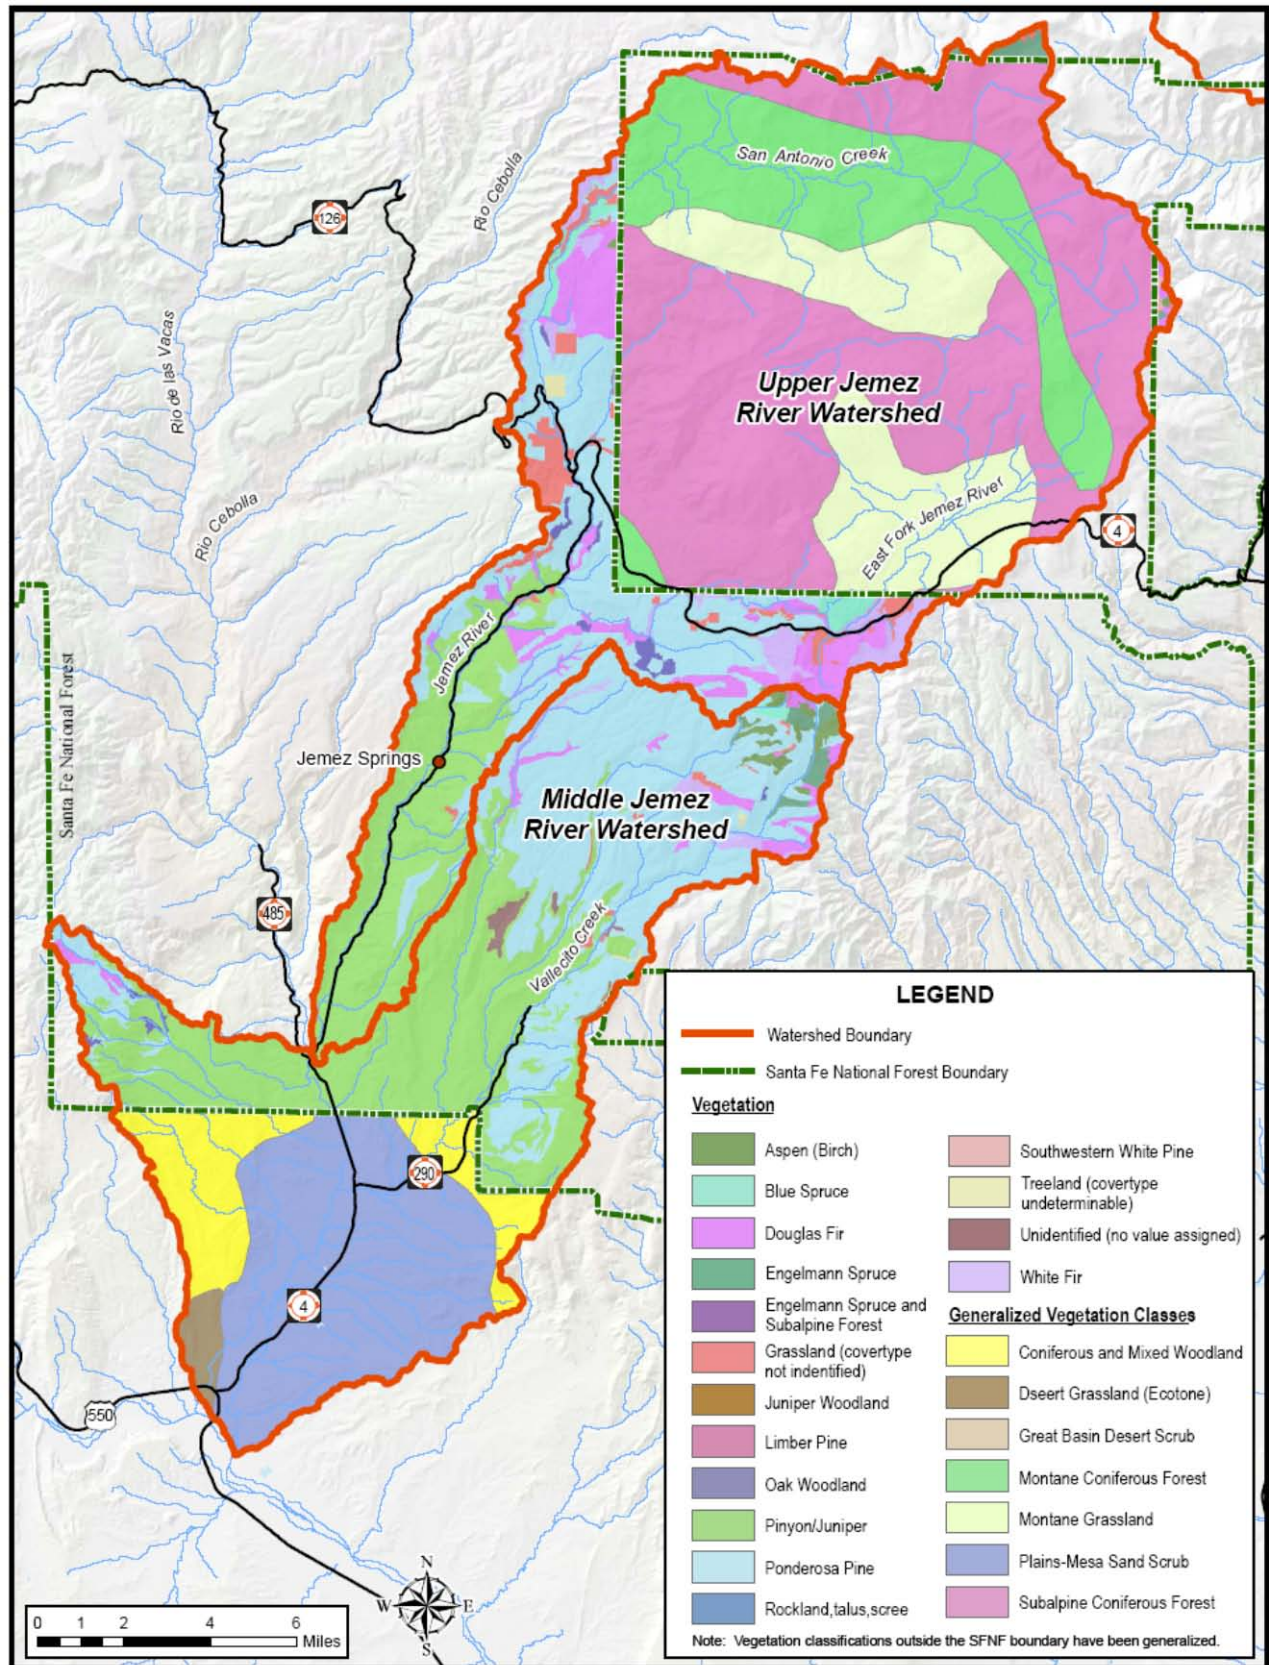 San Antonio Creek
Rio Cebolla
126
Rio de las Vacas
Upper Jemez
River Watershed
Rio Cebolla
East Fork Jemez River
4
Jemez River
Santa Fe National Forest
Jemez Springs
Middle Jemez
River Watershed
485
Vallecito Creek
290
4
550
LEGEND
Watershed Boundary
Santa Fe National Forest Boundary
Vegetation
Aspen (Birch)
Blue Spruce
Douglas Fir
Engelmann Spruce
Engelmann Spruce and
Subalpine Forest
Grassland (covertype
not indentified)
Juniper Woodland
Limber Pine
Oak Woodland
Pinyon/Juniper
Ponderosa Pine
Rockland,talus,scree
Southwestern White Pine
Treeland (covertype
undeterminable)
Unidentified (no value assigned)
White Fir
Generalized Vegetation Classes
Coniferous and Mixed Woodland
Dseert Grassland (Ecotone)
Great Basin Desert Scrub
Montane Coniferous Forest
Montane Grassland
Plains-Mesa Sand Scrub
Subalpine Coniferous Forest
Note: Vegetation classifications outside the SFNF boundary have been generalized.
N
W E
S
0 1 2 4 6
Miles